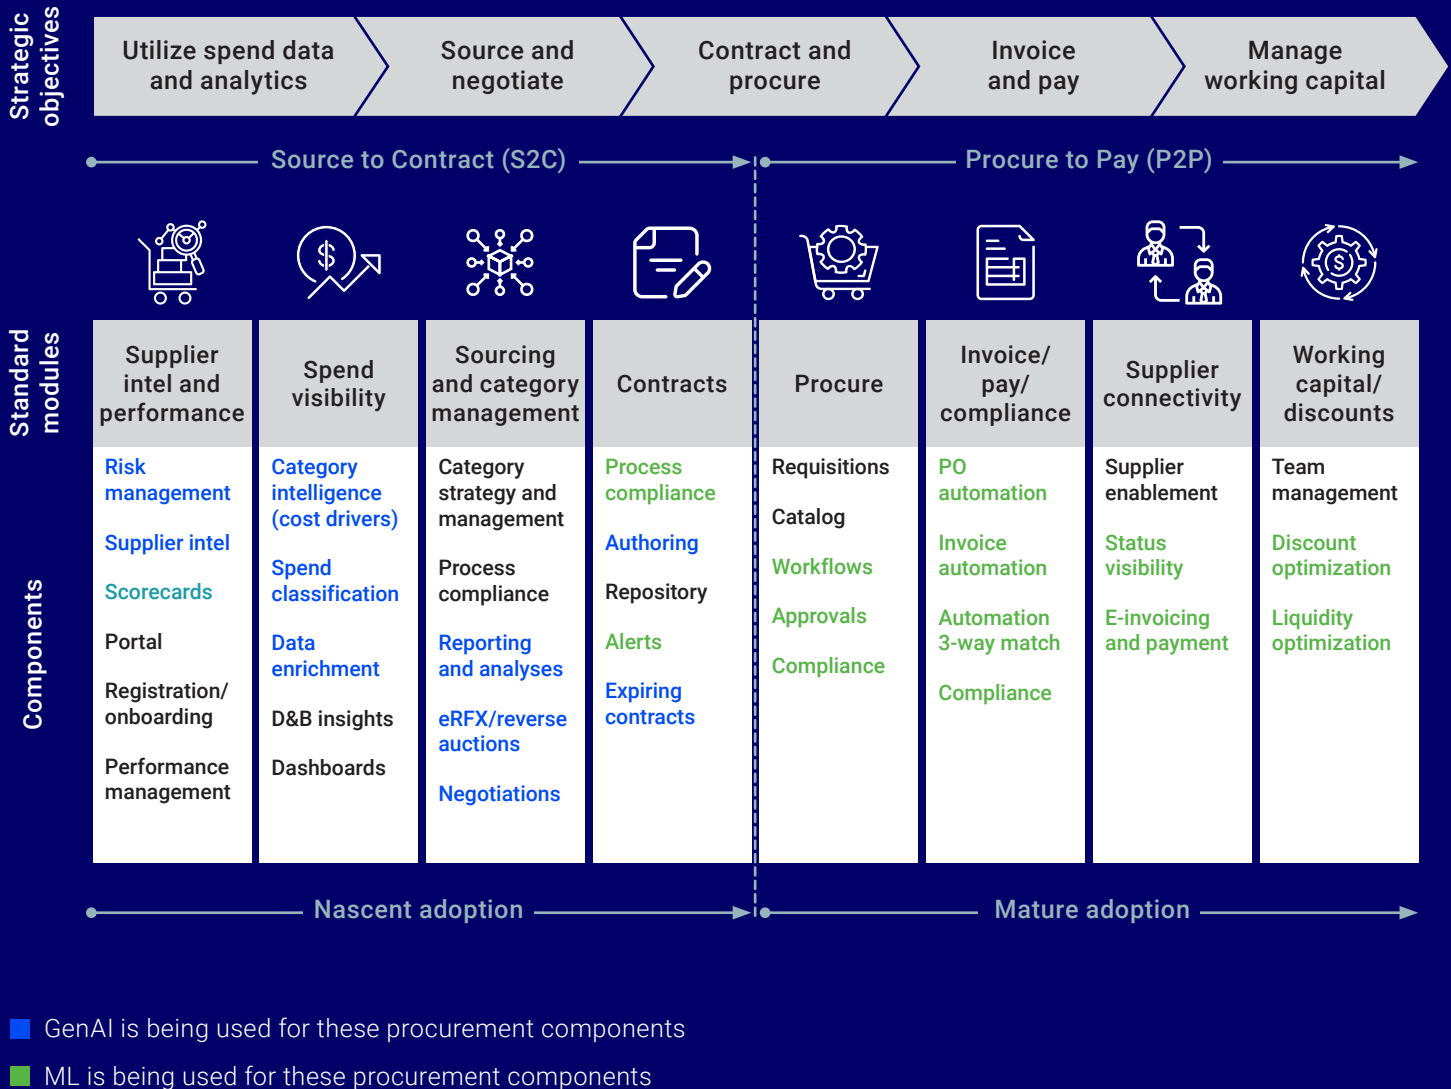 Strategic
objectives
Utilize spend data
and analytics
Source and
negotiate
Contract and
procure
Invoice
and pay
Manage
working capital
Source to Contract (S2C)
Procure to Pay (P2P)
$
$
Standard
modules
Supplier
intel and
performance
Spend
visibility
Sourcing
and category
management
Contracts
Procure
Invoice/
pay/
compliance
Supplier
connectivity
Working
capital/
discounts
Components
Risk
management
Supplier intel
Scorecards
Portal
Registration/
onboarding
Performance
management
Category
intelligence
(cost drivers)
Spend
classification
Data
enrichment
D&B insights
Dashboards
Category
strategy and
management
Process
compliance
Reporting
and analyses
eRFX/reverse
auctions
Negotiations
Process
compliance
Authoring
Repository
Alerts
Expiring
contracts
Requisitions
Catalog
Workflows
Approvals
Compliance
PO
automation
Invoice
automation
Automation
3-way match
Compliance
Supplier
enablement
Status
visibility
E-invoicing
and payment
Team
management
Discount
optimization
Liquidity
optimization
Nascent adoption
Mature adoption
GenAI is being used for these procurement components
ML is being used for these procurement components